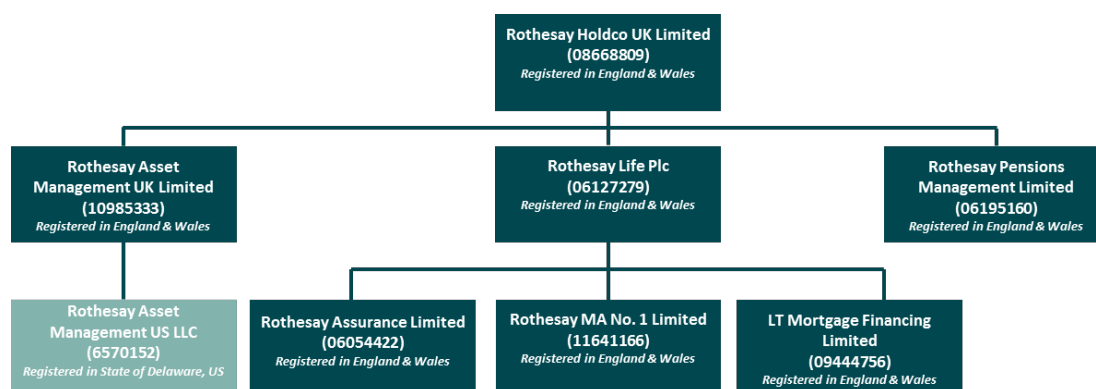 Rothesay Holdco UK Limited
(08668809)
Registered in England & Wales
Rothesay Asset
Management UK Limited
(10985333)
Registered in England & Wales
Rothesay Life Plc
(06127279)
Registered in England & Wales
Rothesay Pensions
Management Limited
(06195160)
Registered in England & Wales
Rothesay Asset
Management US LLC
(6570152)
Registered in State of Delaware, US
Rothesay Assurance Limited
(06054422)
Registered in England & Wales
Rothesay MA No. 1 Limited
(11641166)
Registered in England & Wales
LT Mortgage Financing
Limited
(09444756)
Registered in England & Wales